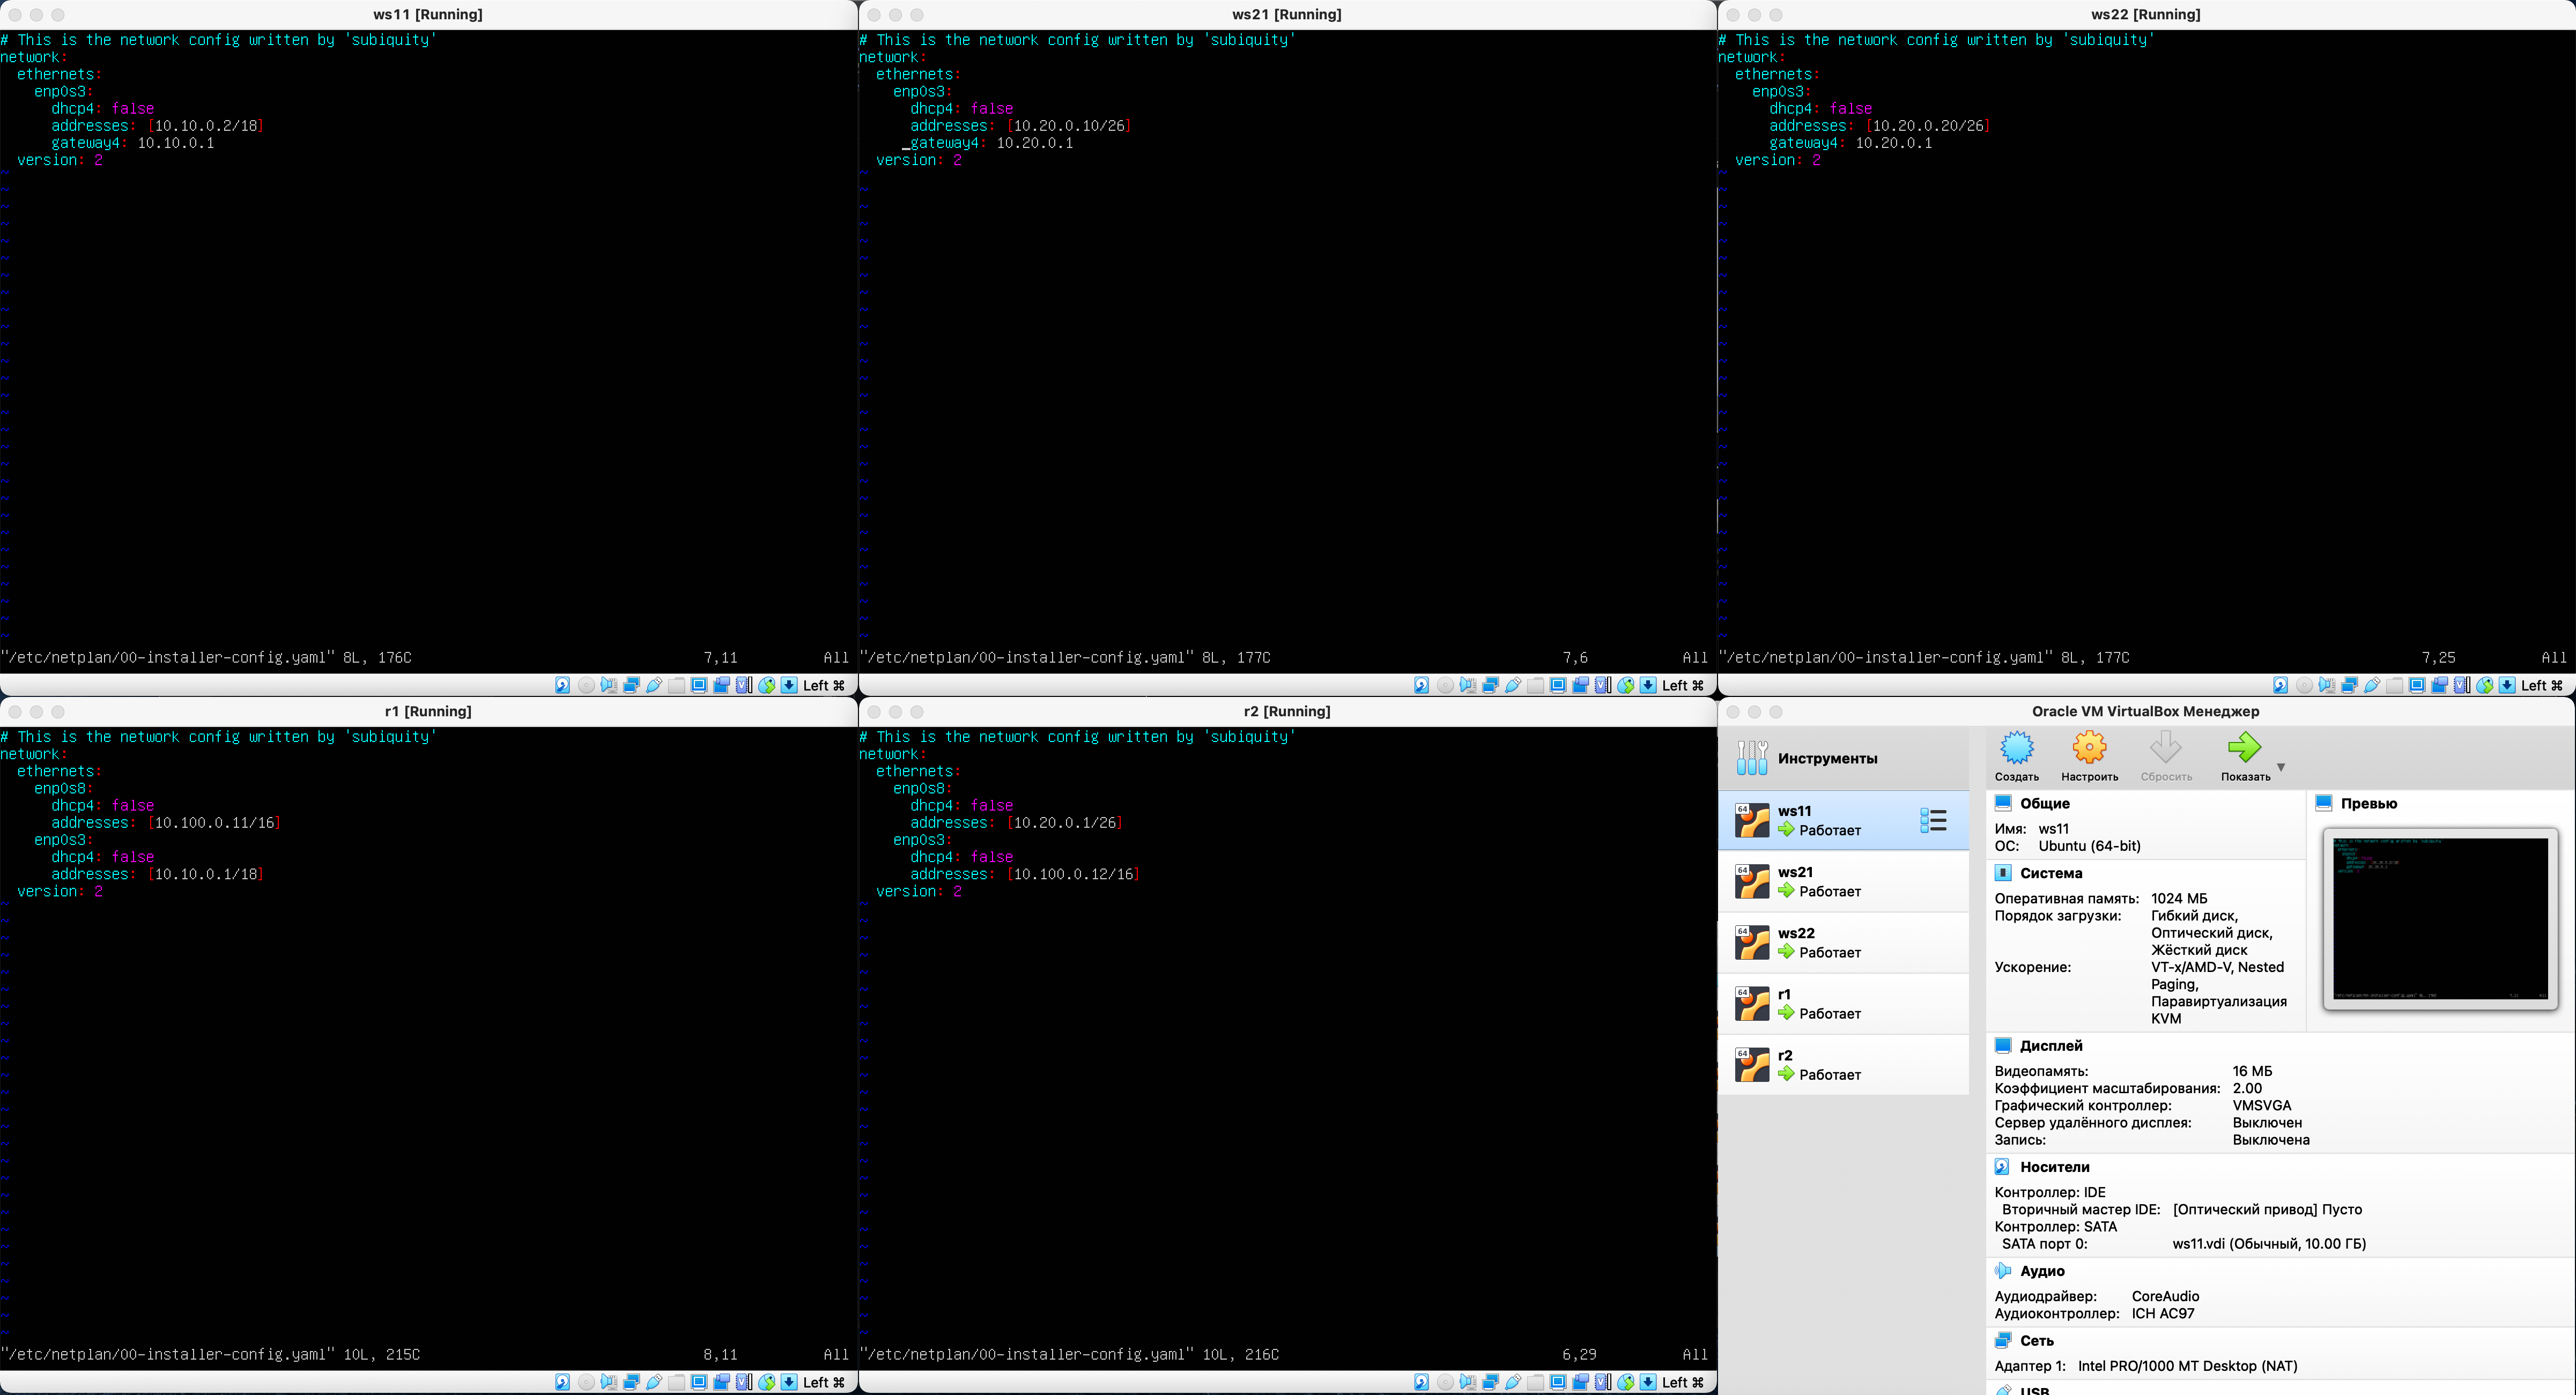 ws11 [Running]
# This is the network config written by 'subiquity'
network:
  ethernets:
    enp0s3:
      dhcp4: false
      addresses: [10.10.0.2/18]
      gateway4: 10.10.0.1
  version: 2
"/etc/netplan/00-installer-config.yaml" 8L, 176C 7,11 All
Left ⌘
ws21 [Running]
# This is the network config written by 'subiquity'
network:
  ethernets:
    enp0s3:
      dhcp4: false
      addresses: [10.20.0.10/26]
      gateway4: 10.20.0.1
  version: 2
"/etc/netplan/00-installer-config.yaml" 8L, 177C 7,6 All
Left ⌘
ws22 [Running]
# This is the network config written by 'subiquity'
network:
  ethernets:
    enp0s3:
      dhcp4: false
      addresses: [10.20.0.20/26]
      gateway4: 10.20.0.1
  version: 2
"/etc/netplan/00-installer-config.yaml" 8L, 177C 7,25 All
Left ⌘
r1 [Running]
# This is the network config written by 'subiquity'
network:
  ethernets:
    enp0s8:
      dhcp4: false
      addresses: [10.100.0.11/16]
    enp0s3:
      dhcp4: false
      addresses: [10.10.0.1/18]
  version: 2
"/etc/netplan/00-installer-config.yaml" 10L, 215C 8,11 All
Left ⌘
r2 [Running]
# This is the network config written by 'subiquity'
network:
  ethernets:
    enp0s8:
      dhcp4: false
      addresses: [10.20.0.1/26]
    enp0s3:
      dhcp4: false
      addresses: [10.100.0.12/16]
  version: 2
"/etc/netplan/00-installer-config.yaml" 10L, 216C 6,29 All
Left ⌘
Oracle VM VirtualBox Менеджер
Инструменты
Создать Настроить Сбросить Показать
64 ws11
Работает
64 ws21
Работает
64 ws22
Работает
64 r1
Работает
64 r2
Работает
Общие
Имя: ws11
ОС: Ubuntu (64-bit)
Превью
Система
Оперативная память: 1024 МБ
Порядок загрузки: Гибкий диск,
Оптический диск,
Жёсткий диск
Ускорение: VT-x/AMD-V, Nested
Paging,
Паравиртуализация
KVM
Дисплей
Видеопамять: 16 МБ
Коэффициент масштабирования: 2.00
Графический контроллер: VMSVGA
Сервер удалённого дисплея: Выключен
Запись: Выключена
Носители
Контроллер: IDE
Вторичный мастер IDE: [Оптический привод] Пусто
Контроллер: SATA
SATA порт 0: ws11.vdi (Обычный, 10.00 ГБ)
Аудио
Аудиодрайвер: CoreAudio
Аудиоконтроллер: ICH AC97
Сеть
Адаптер 1: Intel PRO/1000 MT Desktop (NAT)
USB